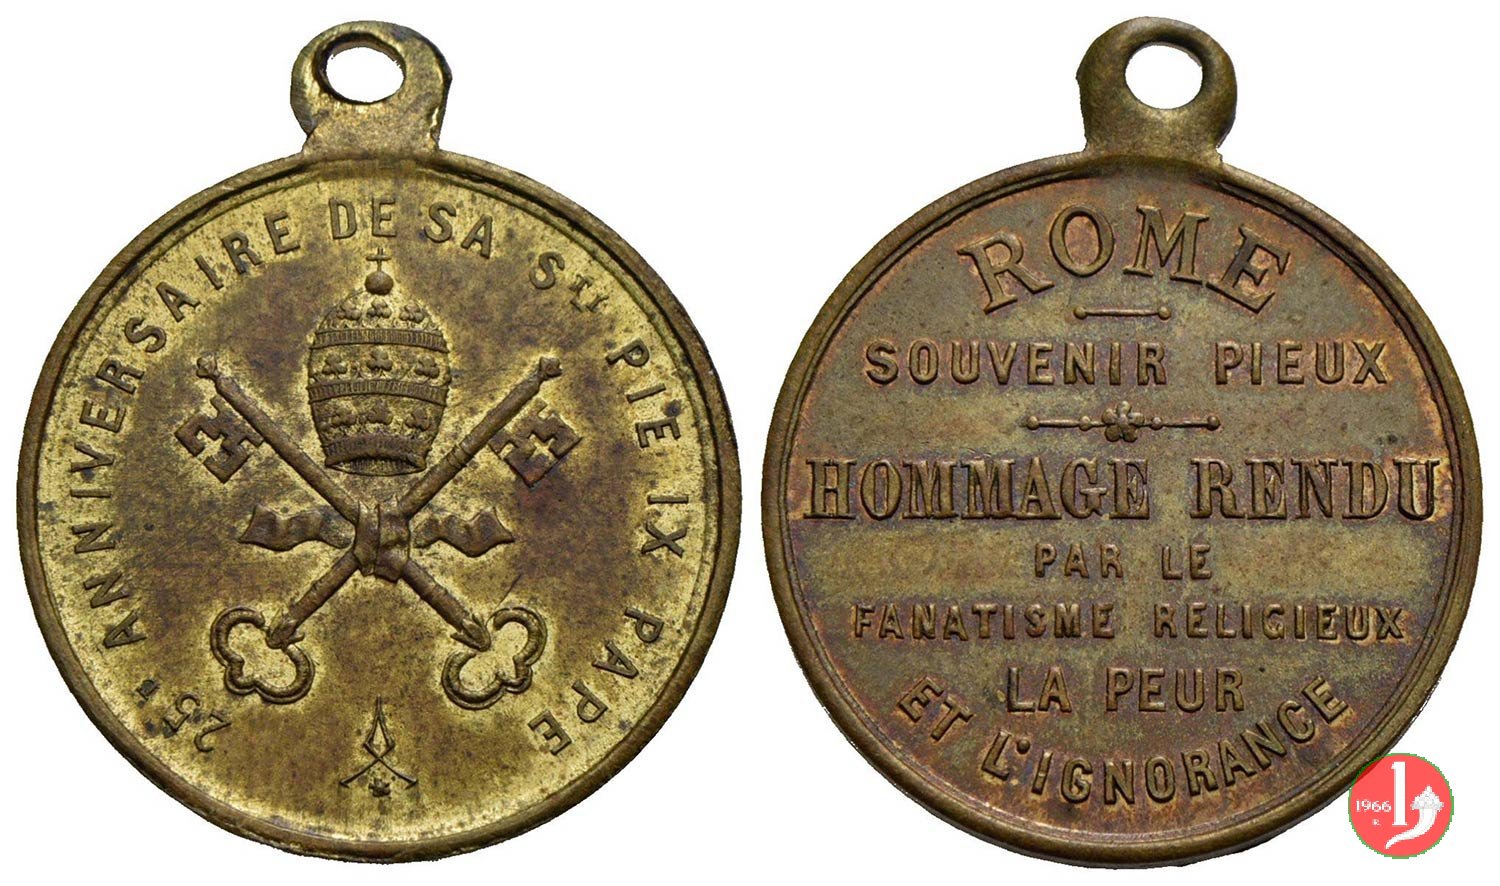 25E ANNIVERSAIRE DE SA STE PIE IX PAPE
ROME
SOUVENIR PIEUX
HOMMAGE RENDU
PAR LE
FANATISME RELIGIEUX
LA PEUR
ET L'IGNORANCE
1966
R.